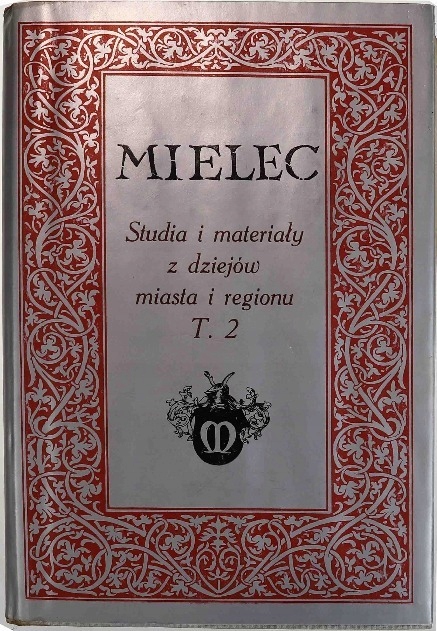 MIELEC
Studia i materiały
z dziejów
miasta i regionu
T. 2
M